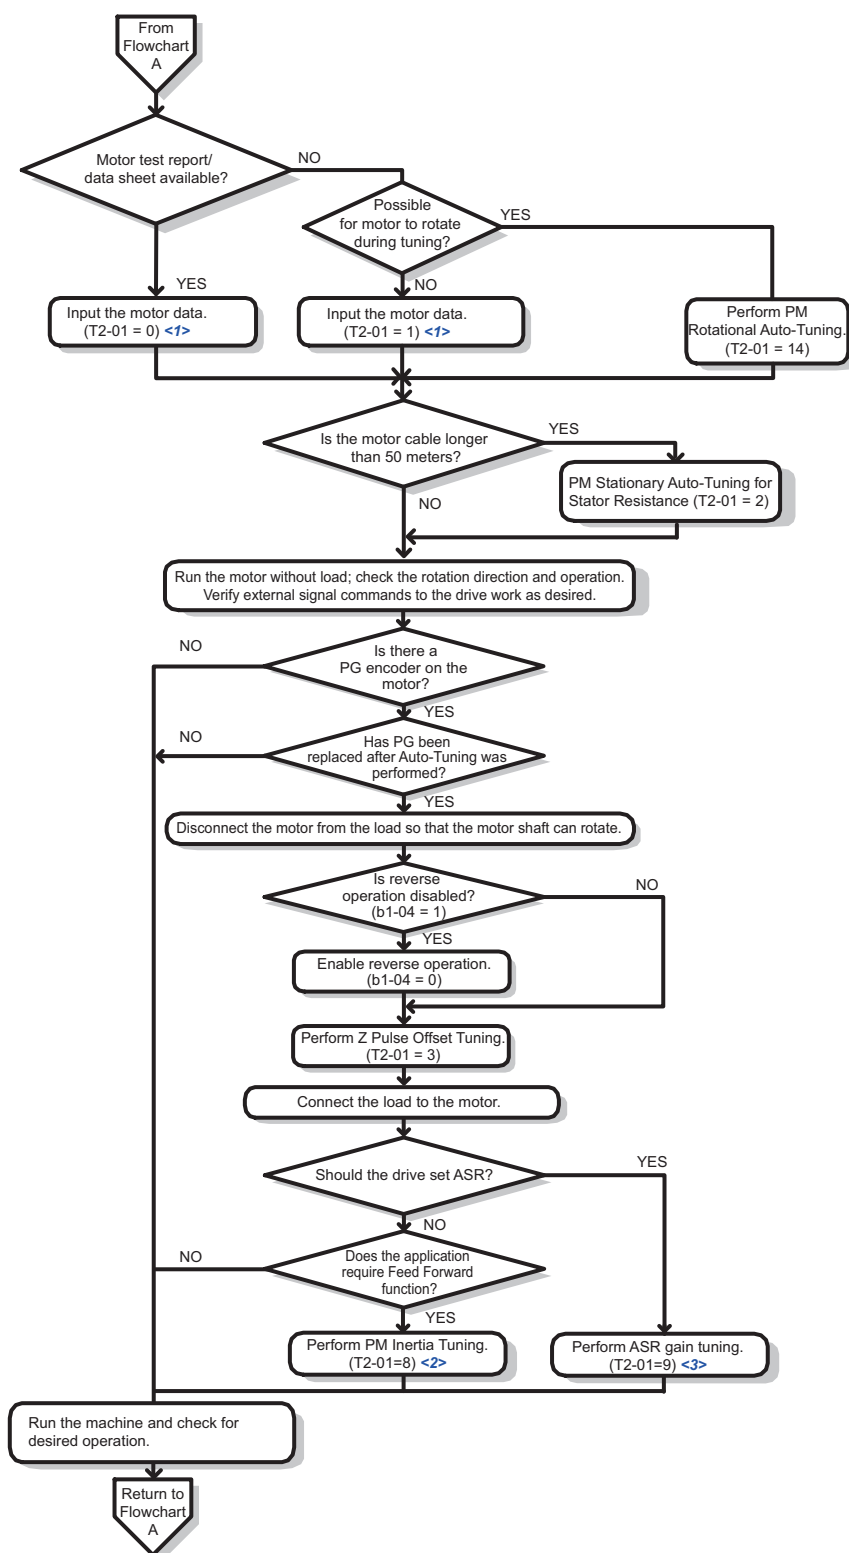 From
Flowchart
A
Motor test report/
data sheet available?
NO
Possible
for motor to rotate
during tuning?
YES
YES
NO
Input the motor data.
(T2-01 = 0) <1>
Input the motor data.
(T2-01 = 1) <1>
Perform PM
Rotational Auto-Tuning.
(T2-01 = 14)
Is the motor cable longer
than 50 meters?
YES
PM Stationary Auto-Tuning for
Stator Resistance (T2-01 = 2)
NO
Run the motor without load; check the rotation direction and operation.
Verify external signal commands to the drive work as desired.
NO
Is there a
PG encoder on the
motor?
YES
NO
Has PG been
replaced after Auto-Tuning was
performed?
YES
Disconnect the motor from the load so that the motor shaft can rotate.
Is reverse
operation disabled?
(b1-04 = 1)
NO
YES
Enable reverse operation.
(b1-04 = 0)
Perform Z Pulse Offset Tuning.
(T2-01 = 3)
Connect the load to the motor.
Should the drive set ASR?
YES
NO
NO
Does the application
require Feed Forward
function?
YES
Perform PM Inertia Tuning.
(T2-01=8) <2>
Perform ASR gain tuning.
(T2-01=9) <3>
Run the machine and check for
desired operation.
Return to
Flowchart
A